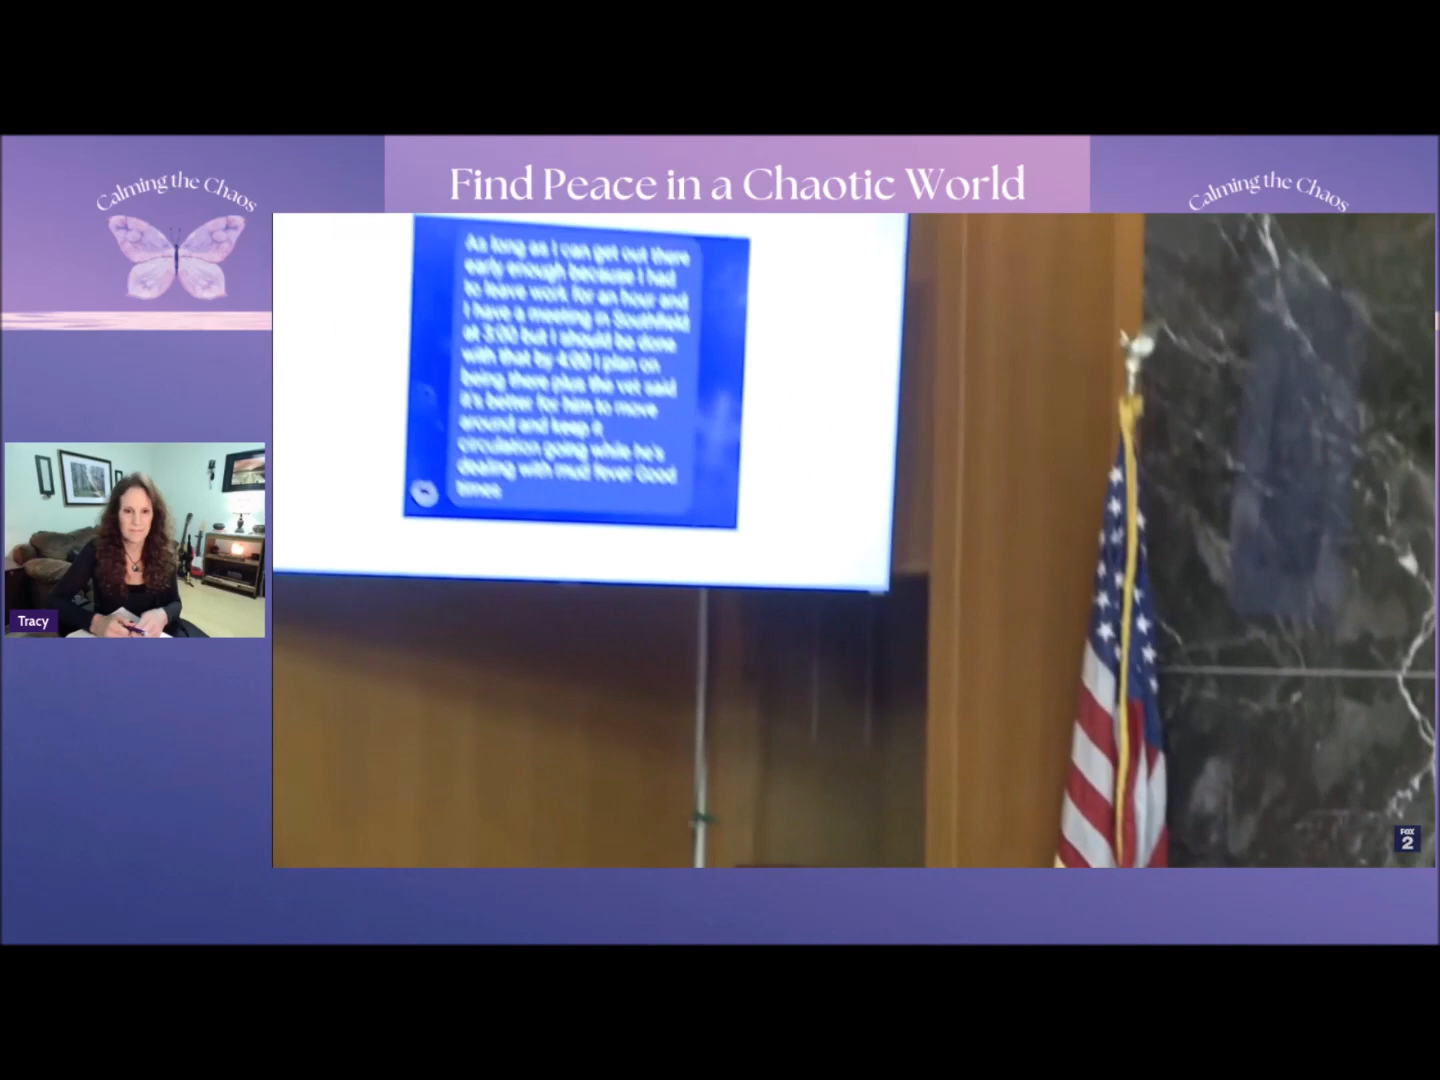 Calming the Chaos
Find Peace in a Chaotic World
Calming the Chaos
As long as I can get out there
early enough because I had
to leave work for an hour and
I have a meeting in Southfield
at 3:00 but I should be done
with that by 4:00 I plan on
being there plus the vet said
it's better for him to move
around and keep it
circulation going while he's
dealing with mud fever Good
times
Tracy
FOX
2